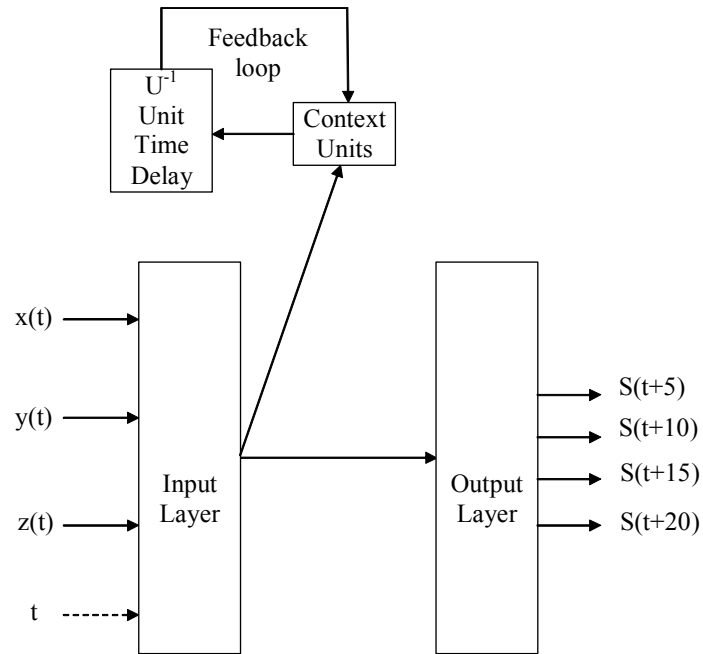 Feedback
loop
U-1
Unit
Time
Delay
Context
Units
x(t)
y(t)
z(t)
t
Input
Layer
Output
Layer
S(t+5)
S(t+10)
S(t+15)
S(t+20)